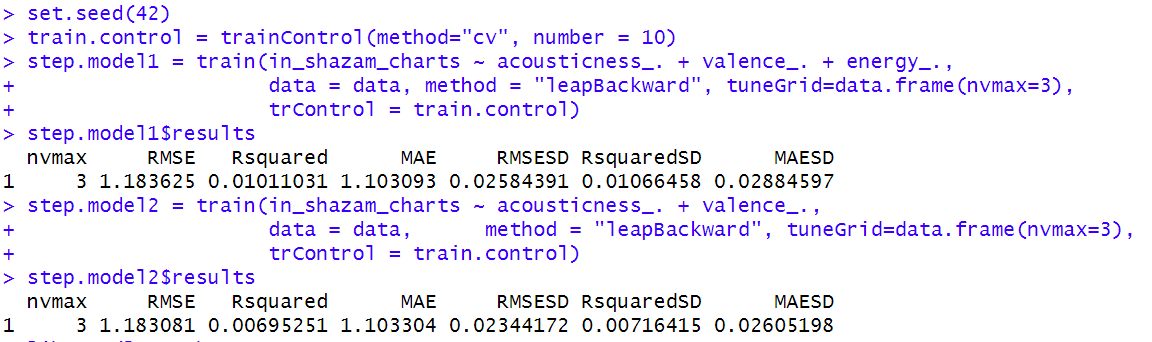 > set.seed(42)
> train.control = trainControl(method="cv", number = 10)
> step.model1 = train(in_shazam_charts ~ acousticness_. + valence_. + energy_.,
+                     data = data, method = "leapBackward", tuneGrid=data.frame(nvmax=3),
+                     trControl = train.control)
> step.model1$results
  nvmax     RMSE   Rsquared      MAE     RMSESD RsquaredSD      MAESD
1     3 1.183625 0.01011031 1.103093 0.02584391 0.01066458 0.02884597
> step.model2 = train(in_shazam_charts ~ acousticness_. + valence_.,
+                     data = data,      method = "leapBackward", tuneGrid=data.frame(nvmax=3),
+                     trControl = train.control)
> step.model2$results
  nvmax     RMSE   Rsquared      MAE     RMSESD RsquaredSD      MAESD
1     3 1.183081 0.00695251 1.103304 0.02344172 0.00716415 0.02605198